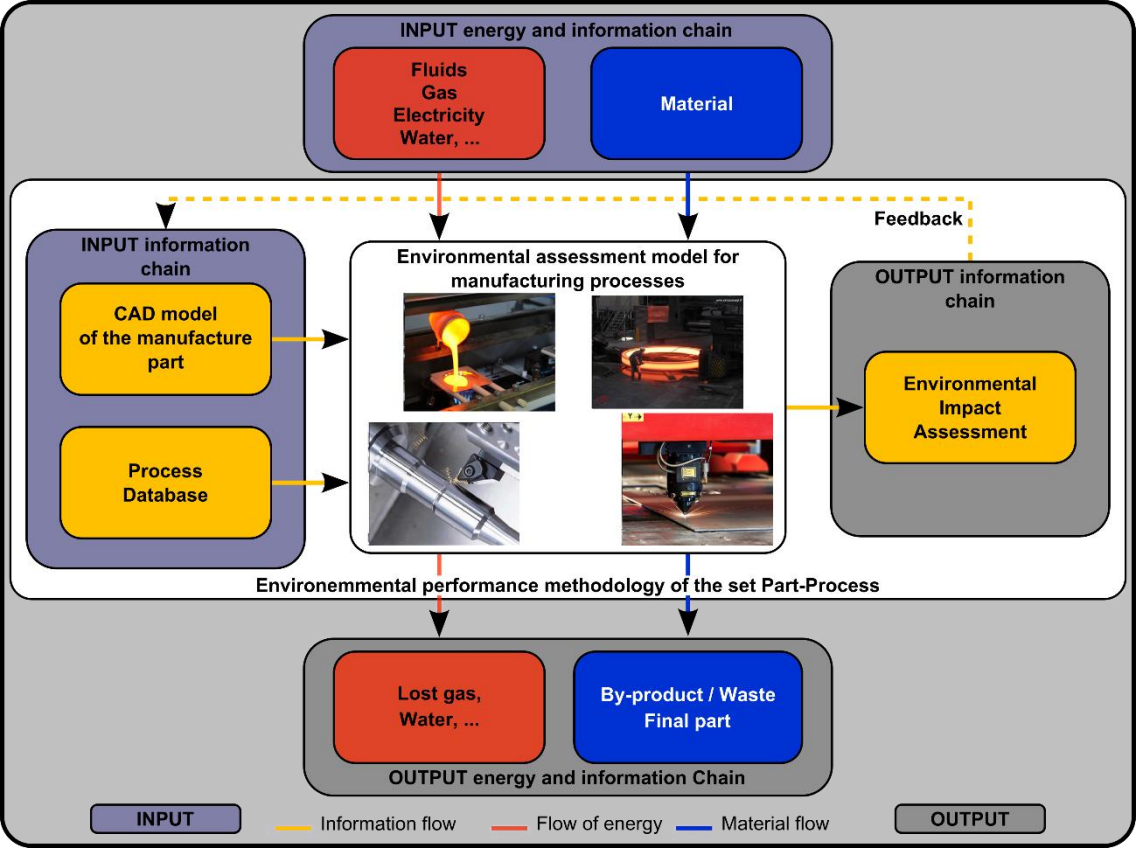 INPUT energy and information chain
Fluids
Gas
Electricity
Water, ...
Material
Feedback
INPUT information
chain
CAD model
of the manufacture
part
Process
Database
Environmental assessment model for
manufacturing processes
Y
OUTPUT information
chain
Environmental
Impact
Assessment
Environemmental performance methodology of the set Part-Process
Lost gas,
Water, ...
By-product / Waste
Final part
OUTPUT energy and information Chain
INPUT
Information flow
Flow of energy
Material flow
OUTPUT